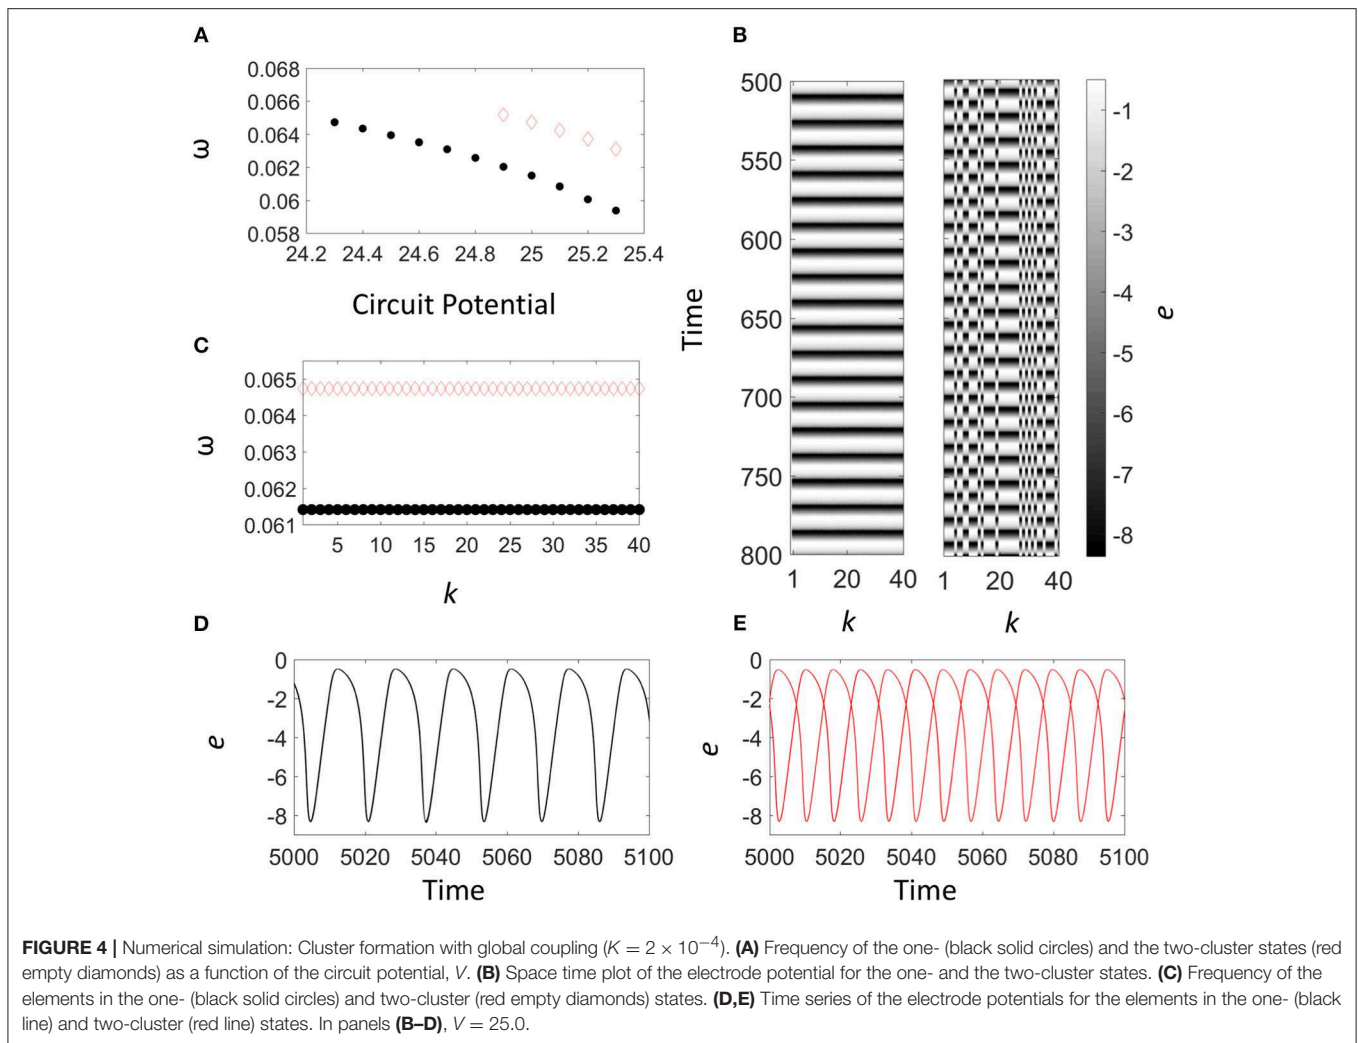 A
0.068
0.066
0.064
0.062
0.06
0.058
ω
24.2 24.4 24.6 24.8 25 25.2 25.4
Circuit Potential
B
500
550
600
650
700
750
800
Time
1 20 40
k
1 20 40
k
-1
-2
-3
-4
-5
-6
-7
-8
e
C
0.065
0.064
0.063
0.062
0.061
ω
5 10 15 20 25 30 35 40
k
D
0
-2
-4
-6
-8
e
5000 5020 5040 5060 5080 5100
Time
E
0
-2
-4
-6
-8
e
5000 5020 5040 5060 5080 5100
Time
FIGURE 4 | Numerical simulation: Cluster formation with global coupling (K = 2 × 10⁻⁴). (A) Frequency of the one- (black solid circles) and the two-cluster states (red
empty diamonds) as a function of the circuit potential, V. (B) Space time plot of the electrode potential for the one- and the two-cluster states. (C) Frequency of the
elements in the one- (black solid circles) and two-cluster (red empty diamonds) states. (D,E) Time series of the electrode potentials for the elements in the one- (black
line) and two-cluster (red line) states. In panels (B–D), V = 25.0.